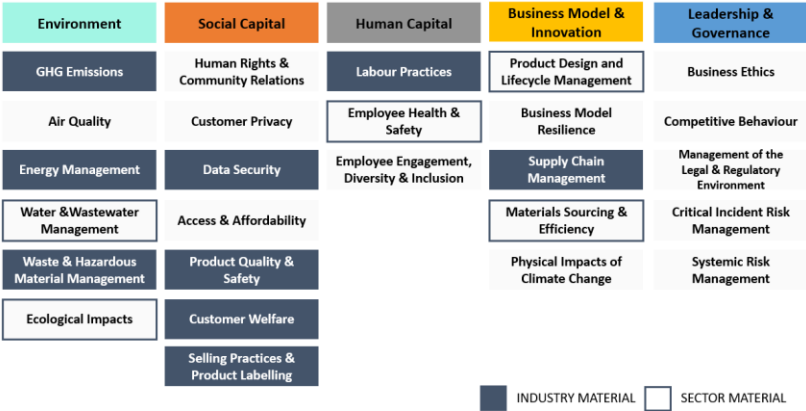 Environment
Social Capital
Human Capital
Business Model &
Innovation
Leadership &
Governance
GHG Emissions
Human Rights &
Community Relations
Labour Practices
Product Design and
Lifecycle Management
Business Ethics
Air Quality
Customer Privacy
Employee Health &
Safety
Business Model
Resilience
Competitive Behaviour
Energy Management
Data Security
Employee Engagement,
Diversity & Inclusion
Supply Chain
Management
Management of the
Legal & Regulatory
Environment
Water &Wastewater
Management
Access & Affordability
Materials Sourcing &
Efficiency
Critical Incident Risk
Management
Waste & Hazardous
Material Management
Product Quality &
Safety
Physical Impacts of
Climate Change
Systemic Risk
Management
Ecological Impacts
Customer Welfare
Selling Practices &
Product Labelling
INDUSTRY MATERIAL
SECTOR MATERIAL